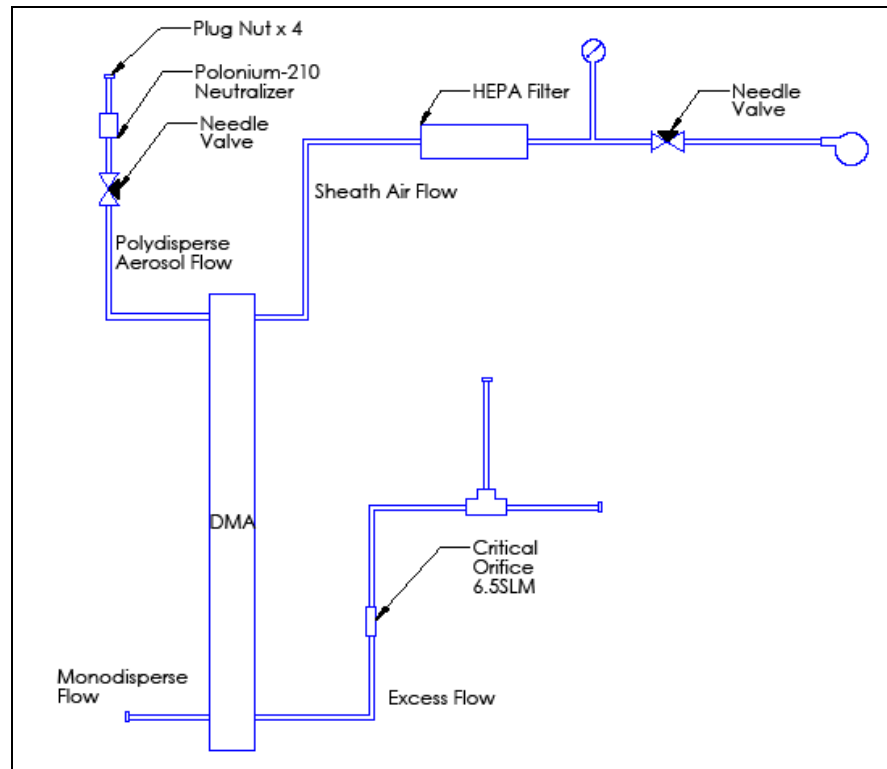 Plug Nut x 4
Polonium-210
Neutralizer
Needle
Valve
HEPA Filter
Needle
Valve
Sheath Air Flow
Polydisperse
Aerosol Flow
DMA
Critical
Orifice
6.5SLM
Monodisperse
Flow
Excess Flow